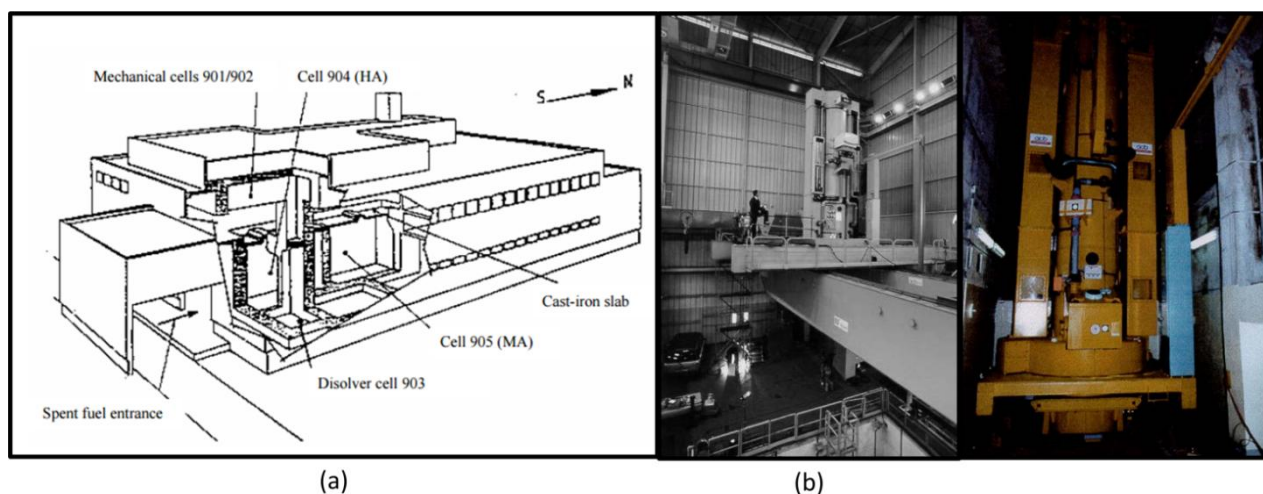 Mechanical cells 901/902
Cell 904 (HA)
S
N
Cast-iron slab
Cell 905 (MA)
Disolver cell 903
Spent fuel entrance
(a)
(b)